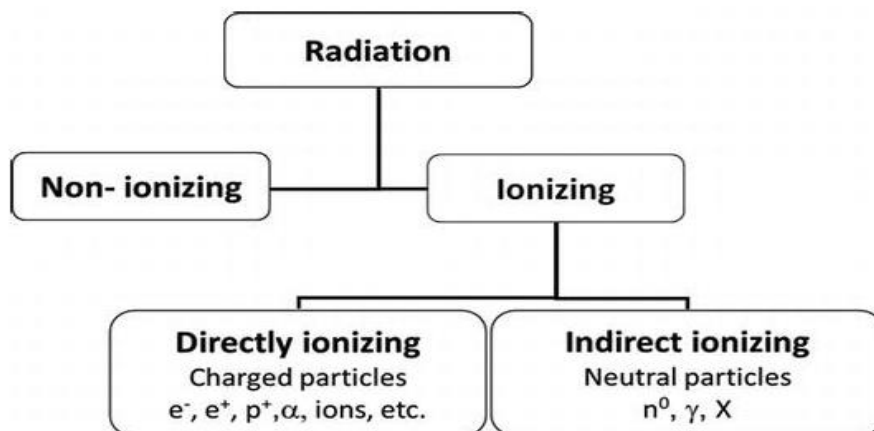 Radiation
Non- ionizing
Ionizing
Directly ionizing
Charged particles
e⁻, e⁺, p⁺,α, ions, etc.
Indirect ionizing
Neutral particles
n⁰, γ, X